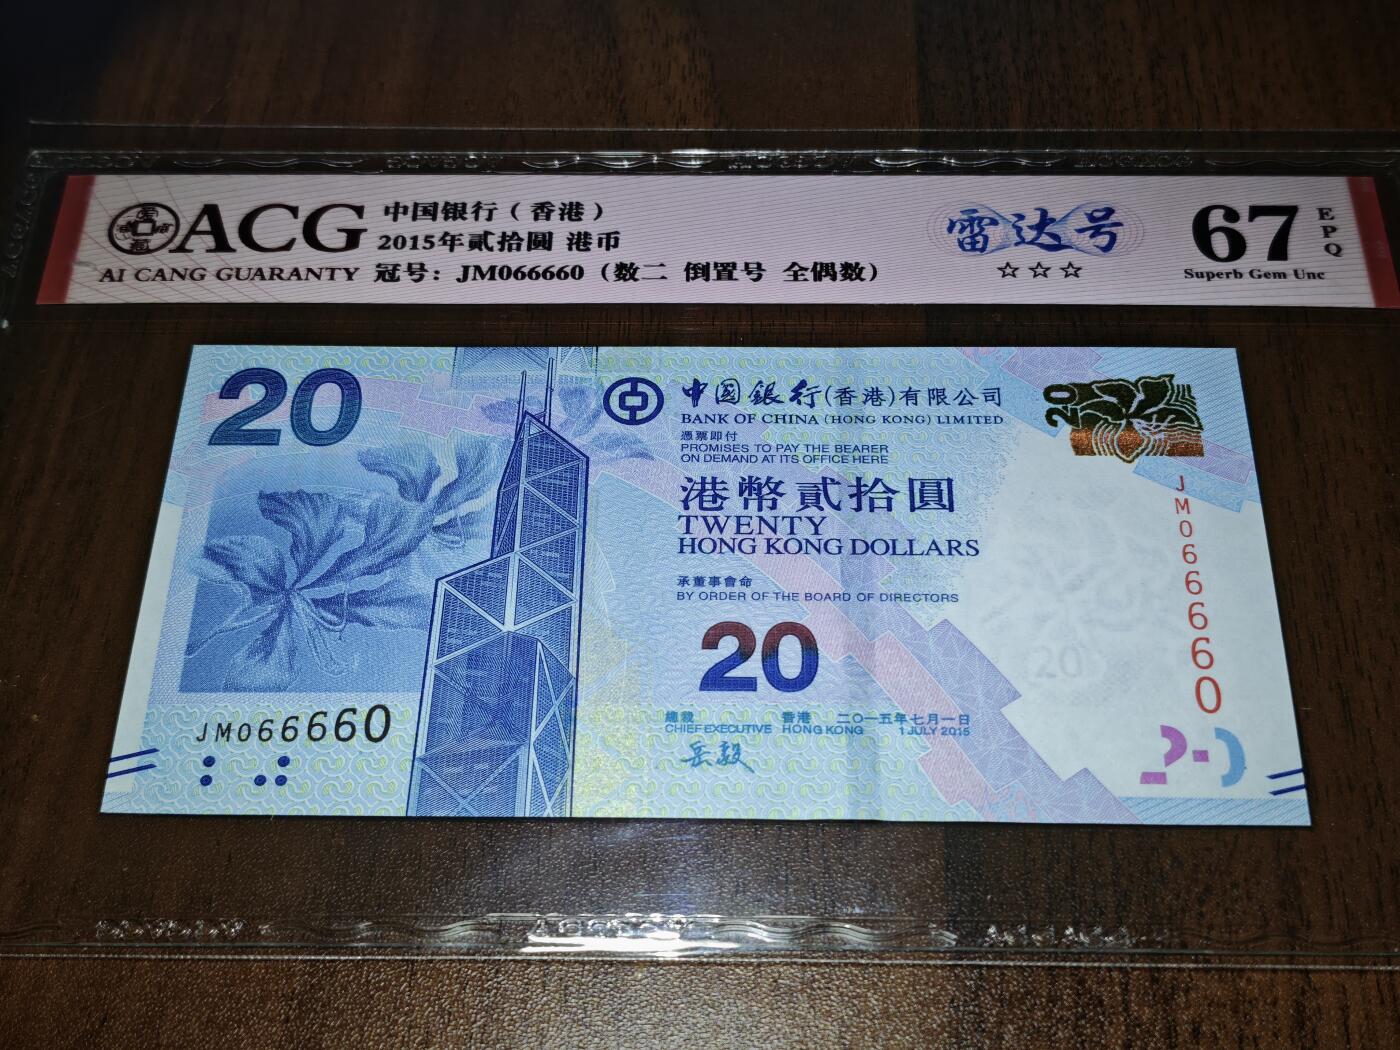 ACG
AI CANG GUARANTY
中国银行（香港）
2015年貳拾圆 港币
冠号：JM066660（数二 倒置号 全偶数）
雷达号
☆☆☆
67
EPQ
Superb Gem Unc
20
中國銀行(香港)有限公司
BANK OF CHINA (HONG KONG) LIMITED
憑票即付
PROMISES TO PAY THE BEARER
ON DEMAND AT ITS OFFICE HERE
港幣貳拾圓
TWENTY
HONG KONG DOLLARS
承董事會命
BY ORDER OF THE BOARD OF DIRECTORS
20
總裁
CHIEF EXECUTIVE
香港
HONG KONG
二〇一五年七月一日
1 JULY 2015
岳毅
JM066660
20
JM066660
20